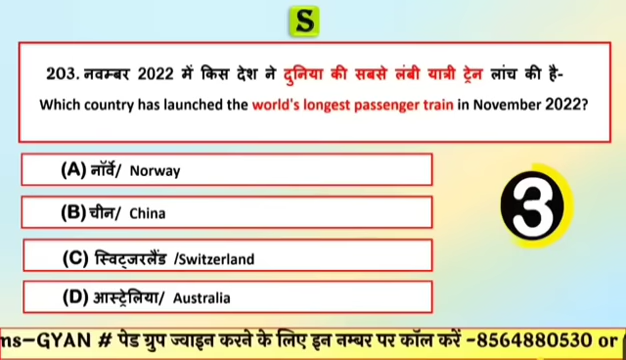 S
203. नवम्बर 2022 में किस देश ने दुनिया की सबसे लंबी यात्री ट्रेन लांच की है-
Which country has launched the world's longest passenger train in November 2022?
(A) नॉर्वे/ Norway
(B) चीन/ China
(C) स्विट्जरलैंड /Switzerland
(D) आस्ट्रेलिया/ Australia
3
ns-GYAN # पेड ग्रुप ज्वाइन करने के लिए इन नम्बर पर कॉल करें -8564880530 or